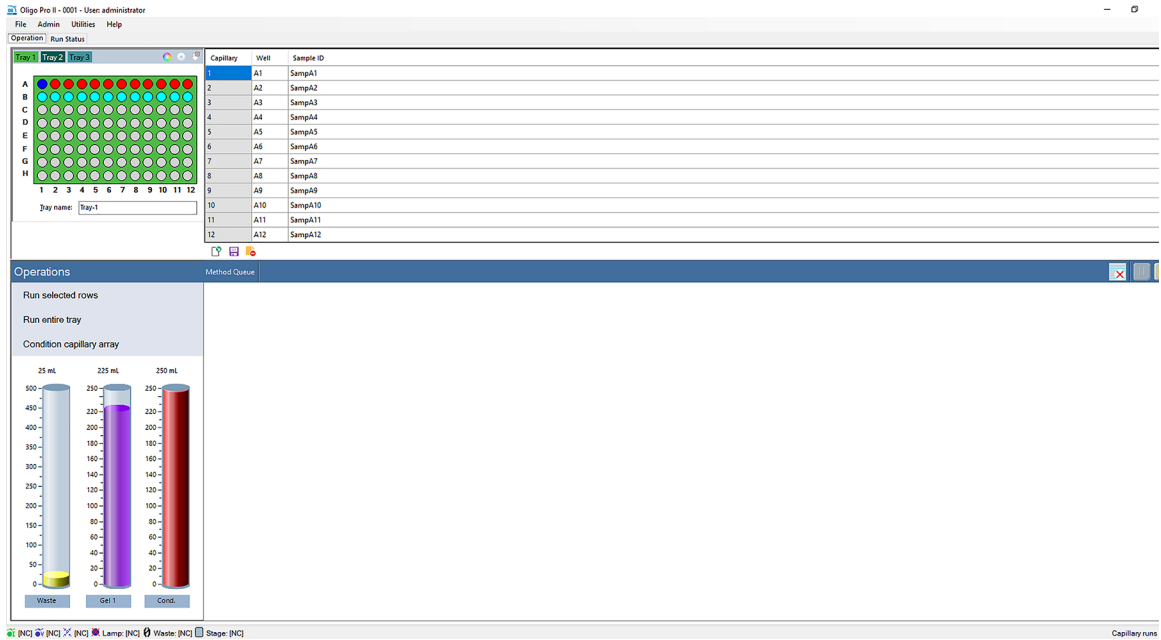 Oligo Pro II - 0001 - User: administrator
File Admin Utilities Help
Operation Run Status
Tray 1 Tray 2 Tray 3
Capillary Well Sample ID
1 A1 SampA1
2 A2 SampA2
3 A3 SampA3
4 A4 SampA4
5 A5 SampA5
6 A6 SampA6
7 A7 SampA7
8 A8 SampA8
9 A9 SampA9
10 A10 SampA10
11 A11 SampA11
12 A12 SampA12
A
B
C
D
E
F
G
H
1 2 3 4 5 6 7 8 9 10 11 12
Tray name: Tray-1
Operations
Method Queue
Run selected rows
Run entire tray
Condition capillary array
25 mL 225 mL 250 mL
500 250 250
450 220 220
400 200 200
350 180 180
300 160 160
250 140 140
200 120 120
150 100 100
100 80 80
50 60 60
0 40 40
20 20
0 0
Waste Gel 1 Cond.
[NC] [NC] [NC] Lamp: [NC] Waste: [NC] Stage: [NC]
Capillary runs